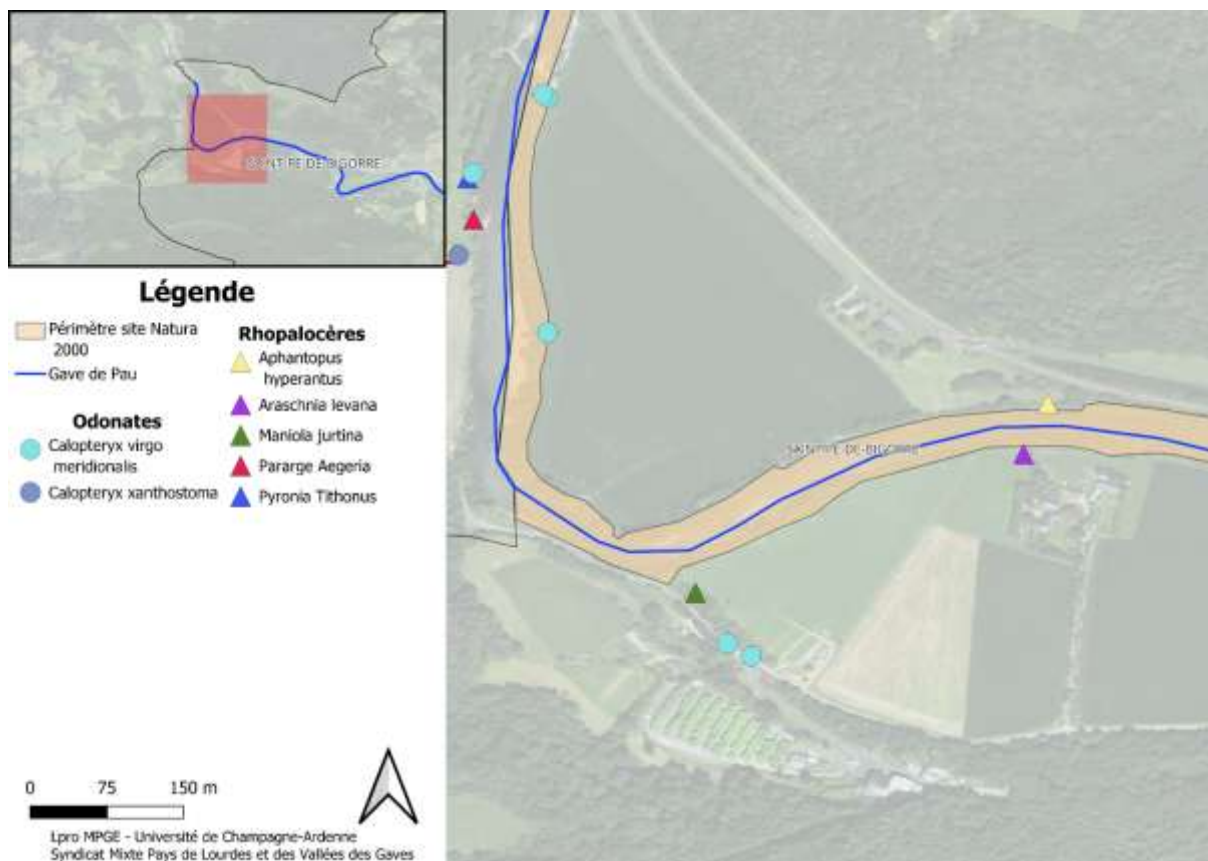 SAINT-PE-DE-BIGORRE
Légende
Périmètre site Natura
2000
Gave de Pau
Odonates
Calopteryx virgo
meridionalis
Calopteryx xanthostoma
Rhopalocères
Aphantopus
hyperantus
Araschnia levana
Maniola jurtina
Pararge Aegeria
Pyronia Tithonus
SAINT-PE-DE-BIGORRE
0 75 150 m
Lpro MPGE - Université de Champagne-Ardenne
Syndicat Mixte Pays de Lourdes et des Vallées des Gaves